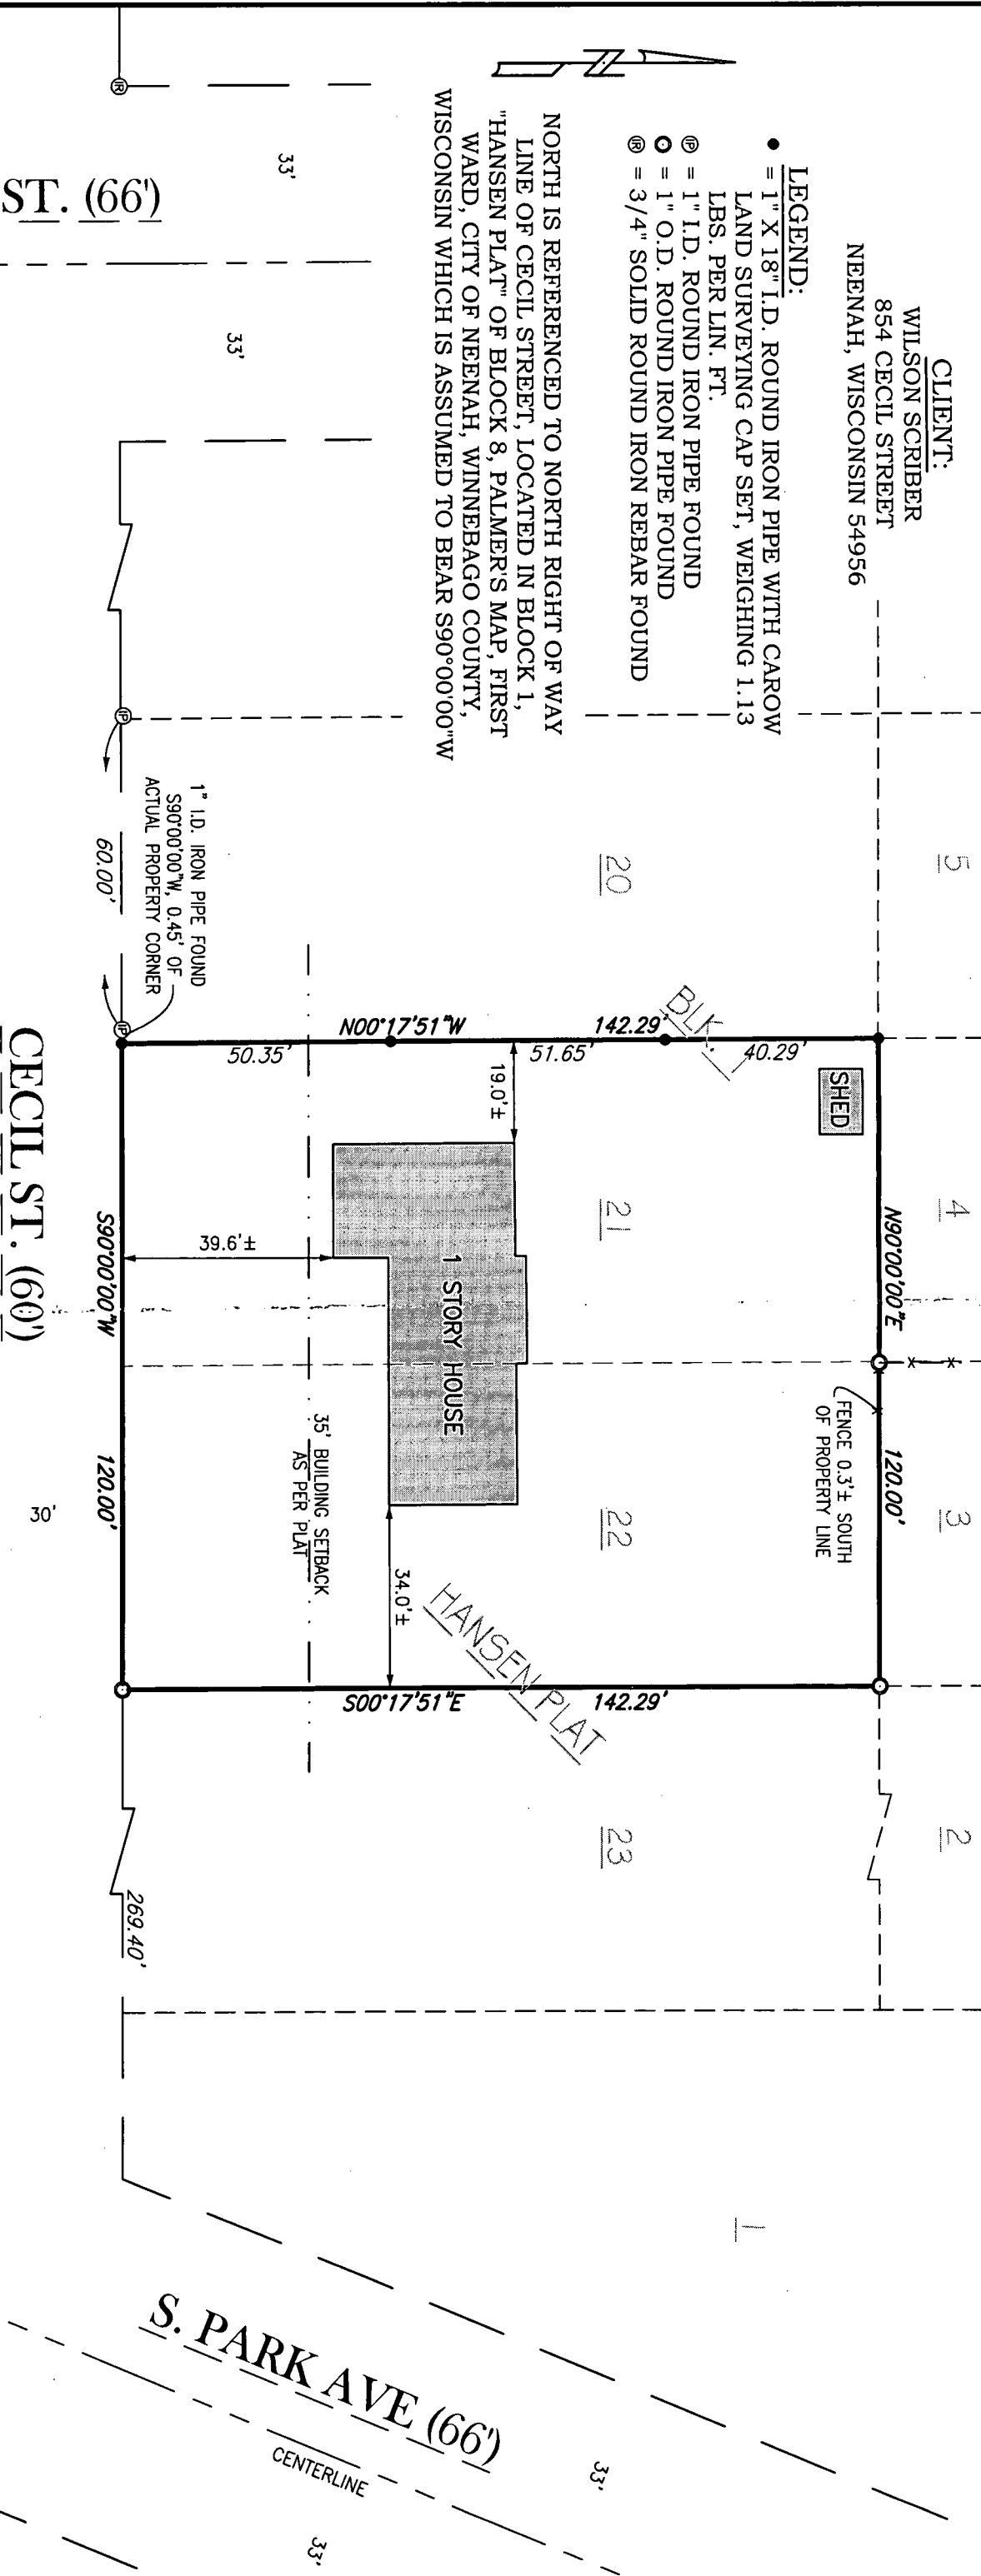 CLIENT:
WILSON SCRIBER
854 CECIL STREET
NEENAH, WISCONSIN 54956
LEGEND:
● = 1" X 18" I.D. ROUND IRON PIPE WITH CAROW
LAND SURVEYING CAP SET, WEIGHING 1.13
LBS. PER LIN. FT.
IP = 1" I.D. ROUND IRON PIPE FOUND
= 1" O.D. ROUND IRON PIPE FOUND
IR = 3/4" SOLID ROUND IRON REBAR FOUND
NORTH IS REFERENCED TO NORTH RIGHT OF WAY
LINE OF CECIL STREET, LOCATED IN BLOCK 1,
"HANSEN PLAT" OF BLOCK 8, PALMER'S MAP, FIRST
WARD, CITY OF NEENAH, WINNEBAGO COUNTY,
WISCONSIN WHICH IS ASSUMED TO BEAR S90°00'00"W
5
4
3
2
1
N90°00'00"E
120.00'
FENCE 0.3'± SOUTH
OF PROPERTY LINE
SHED
20
21
22
23
BLK. 1
HANSEN PLAT
N00°17'51"W
142.29'
50.35'
51.65'
40.29'
19.0'±
1 STORY HOUSE
34.0'±
S00°17'51"E
142.29'
39.6'±
35' BUILDING SETBACK
AS PER PLAT
1" I.D. IRON PIPE FOUND
S90°00'00"W, 0.45' OF
ACTUAL PROPERTY CORNER
IR
IP
60.00'
IP
S90°00'00"W
120.00'
269.40'
33'
33'
ST. (66')
CECIL ST. (60')
30'
S. PARK AVE (66')
CENTERLINE
33'
33'